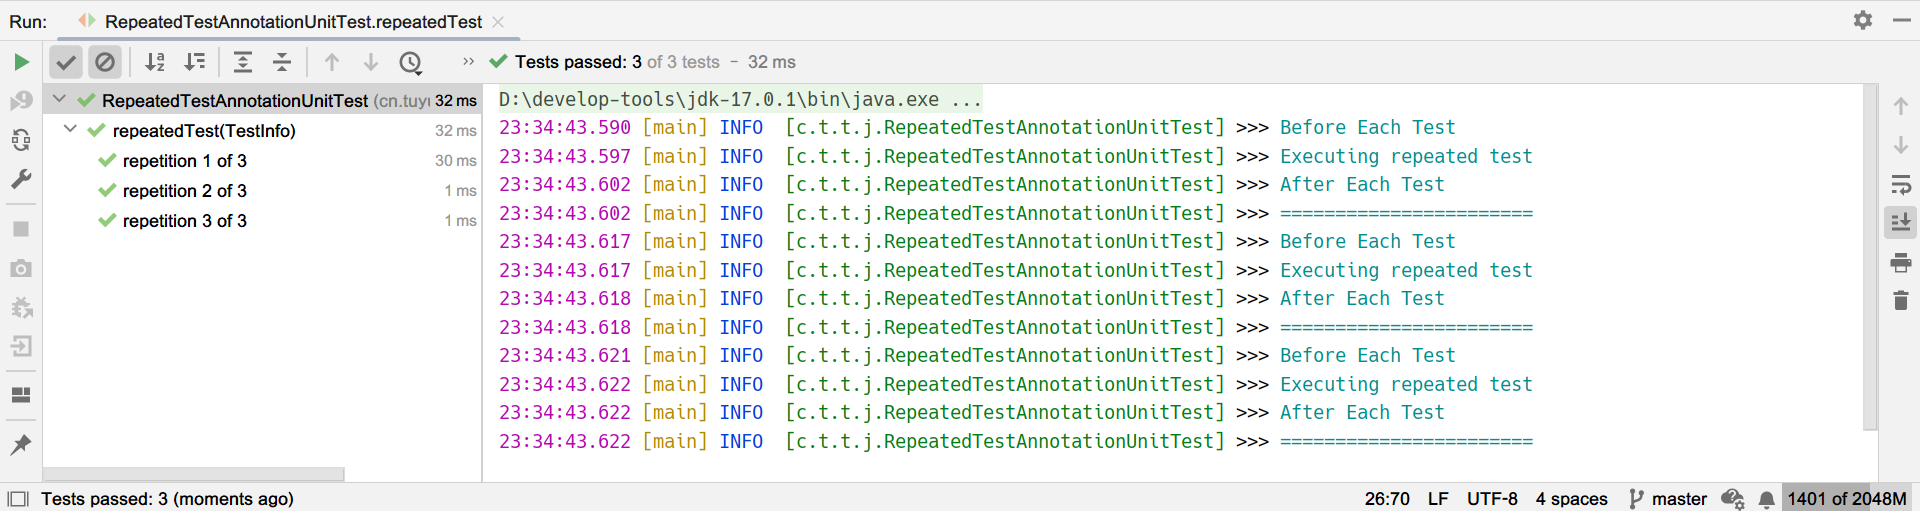 Run: RepeatedTestAnnotationUnitTest.repeatedTest
Tests passed: 3 of 3 tests – 32 ms
RepeatedTestAnnotationUnitTest (cn.tuyu 32 ms
repeatedTest(TestInfo) 32 ms
repetition 1 of 3 30 ms
repetition 2 of 3 1 ms
repetition 3 of 3 1 ms
D:\develop-tools\jdk-17.0.1\bin\java.exe ...
23:34:43.590 [main] INFO  [c.t.t.j.RepeatedTestAnnotationUnitTest] >>> Before Each Test
23:34:43.597 [main] INFO  [c.t.t.j.RepeatedTestAnnotationUnitTest] >>> Executing repeated test
23:34:43.602 [main] INFO  [c.t.t.j.RepeatedTestAnnotationUnitTest] >>> After Each Test
23:34:43.602 [main] INFO  [c.t.t.j.RepeatedTestAnnotationUnitTest] >>> =======================
23:34:43.617 [main] INFO  [c.t.t.j.RepeatedTestAnnotationUnitTest] >>> Before Each Test
23:34:43.617 [main] INFO  [c.t.t.j.RepeatedTestAnnotationUnitTest] >>> Executing repeated test
23:34:43.618 [main] INFO  [c.t.t.j.RepeatedTestAnnotationUnitTest] >>> After Each Test
23:34:43.618 [main] INFO  [c.t.t.j.RepeatedTestAnnotationUnitTest] >>> =======================
23:34:43.621 [main] INFO  [c.t.t.j.RepeatedTestAnnotationUnitTest] >>> Before Each Test
23:34:43.622 [main] INFO  [c.t.t.j.RepeatedTestAnnotationUnitTest] >>> Executing repeated test
23:34:43.622 [main] INFO  [c.t.t.j.RepeatedTestAnnotationUnitTest] >>> After Each Test
23:34:43.622 [main] INFO  [c.t.t.j.RepeatedTestAnnotationUnitTest] >>> =======================
Tests passed: 3 (moments ago) 26:70 LF UTF-8 4 spaces master 1401 of 2048M